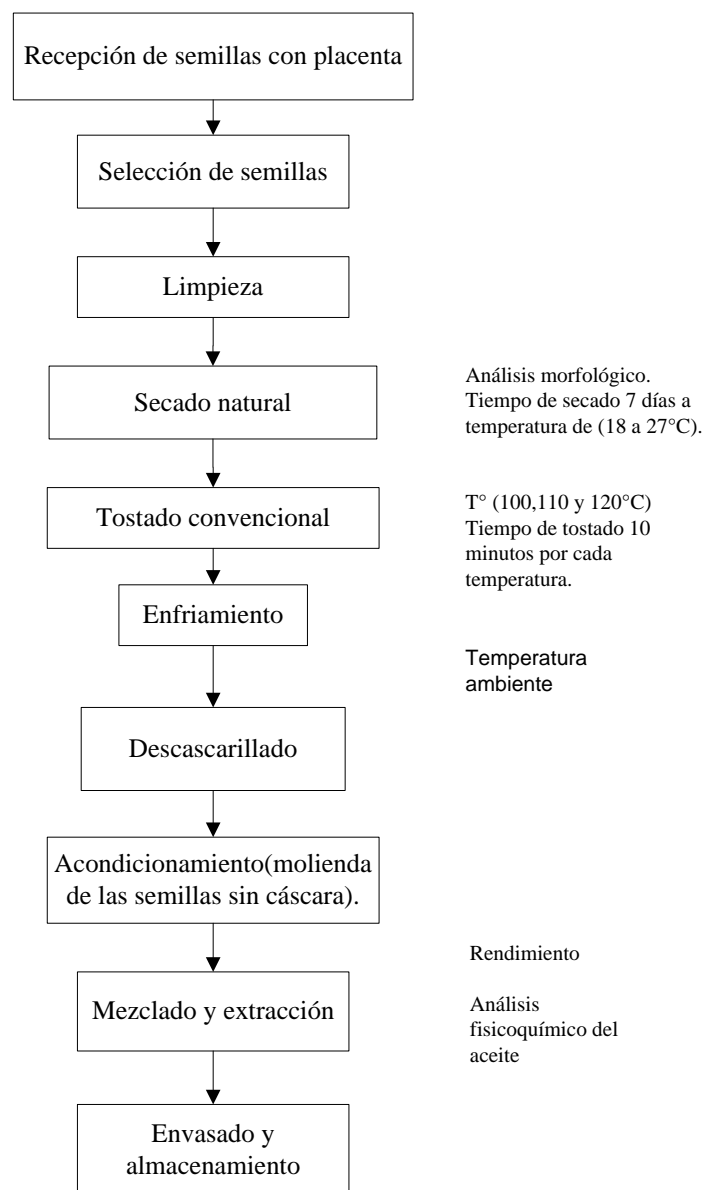 Recepción de semillas con placenta
Selección de semillas
Limpieza
Secado natural
Análisis morfológico.
Tiempo de secado 7 días a
temperatura de (18 a 27°C).
Tostado convencional
T° (100,110 y 120°C)
Tiempo de tostado 10
minutos por cada
temperatura.
Enfriamiento
Temperatura
ambiente
Descascarillado
Acondicionamiento(molienda
de las semillas sin cáscara).
Mezclado y extracción
Rendimiento
Análisis
fisicoquímico del
aceite
Envasado y
almacenamiento